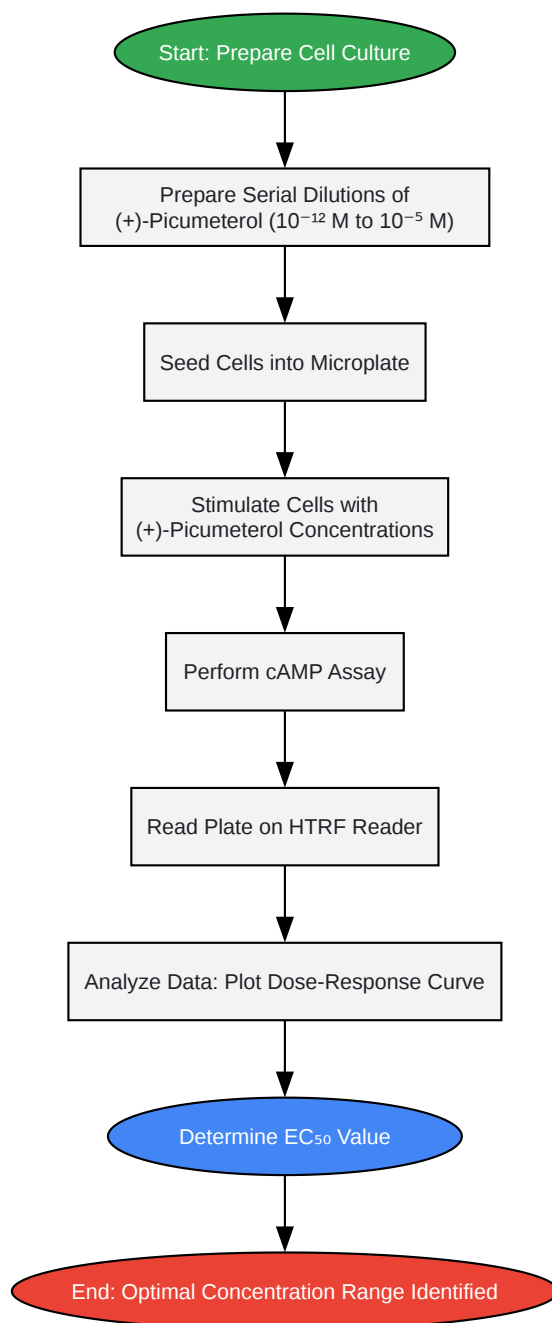 Start: Prepare Cell Culture
Prepare Serial Dilutions of
(+)-Picumeterol (10⁻¹² M to 10⁻⁵ M)
Seed Cells into Microplate
Stimulate Cells with
(+)-Picumeterol Concentrations
Perform cAMP Assay
Read Plate on HTRF Reader
Analyze Data: Plot Dose-Response Curve
Determine EC₅₀ Value
End: Optimal Concentration Range Identified